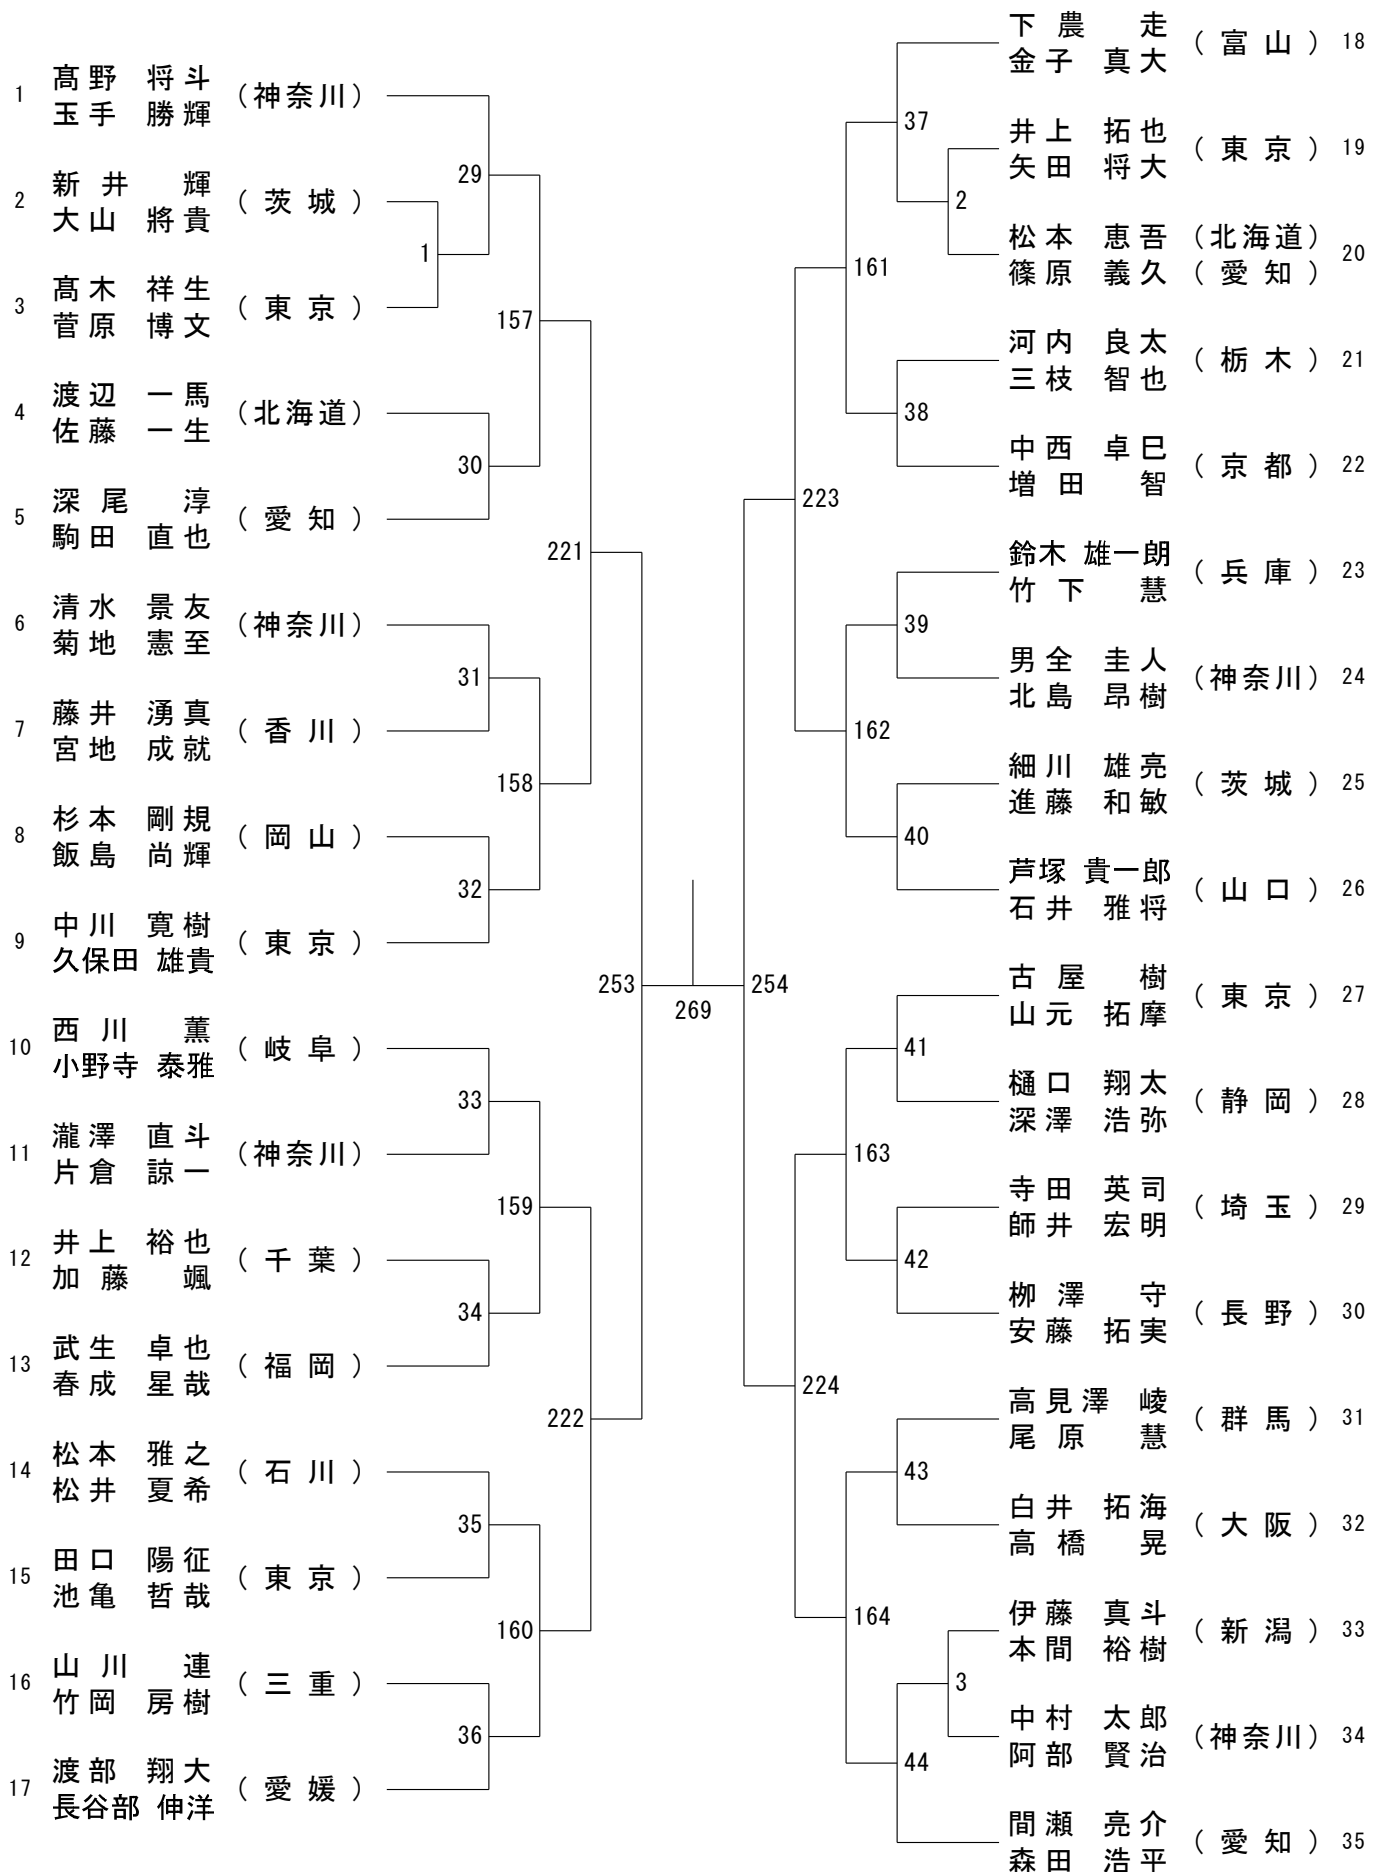 1 髙野 将斗 (神奈川)
玉手 勝輝
2 新井 輝 (茨城)
大山 將貴
3 髙木 祥生 (東京)
菅原 博文
4 渡辺 一馬 (北海道)
佐藤 一生
5 深尾 淳 (愛知)
駒田 直也
6 清水 景友 (神奈川)
菊地 憲至
7 藤井 湧真 (香川)
宮地 成就
8 杉本 剛規 (岡山)
飯島 尚輝
9 中川 寛樹 (東京)
久保田 雄貴
10 西川 薫 (岐阜)
小野寺 泰雅
11 瀧澤 直斗 (神奈川)
片倉 諒一
12 井上 裕也 (千葉)
加藤 颯
13 武生 卓也 (福岡)
春成 星哉
14 松本 雅之 (石川)
松井 夏希
15 田口 陽征 (東京)
池亀 哲哉
16 山川 連 (三重)
竹岡 房樹
17 渡部 翔大 (愛媛)
長谷部 伸洋
1
29
30
31
32
33
34
35
36
157
158
159
160
221
222
253
269
254
223
224
161
162
163
164
37
38
39
40
41
42
43
44
2
3
下農 走 (富山) 18
金子 真大
井上 拓也 (東京) 19
矢田 将大
松本 恵吾 (北海道) 20
篠原 義久 (愛知)
河内 良太 (栃木) 21
三枝 智也
中西 卓巳 (京都) 22
増田 智
鈴木 雄一朗 (兵庫) 23
竹下 慧
男全 圭人 (神奈川) 24
北島 昂樹
細川 雄亮 (茨城) 25
進藤 和敏
芦塚 貴一郎 (山口) 26
石井 雅将
古屋 樹 (東京) 27
山元 拓摩
樋口 翔太 (静岡) 28
深澤 浩弥
寺田 英司 (埼玉) 29
師井 宏明
栁澤 守 (長野) 30
安藤 拓実
高見澤 崚 (群馬) 31
尾原 慧
白井 拓海 (大阪) 32
高橋 晃
伊藤 真斗 (新潟) 33
本間 裕樹
中村 太郎 (神奈川) 34
阿部 賢治
間瀬 亮介 (愛知) 35
森田 浩平